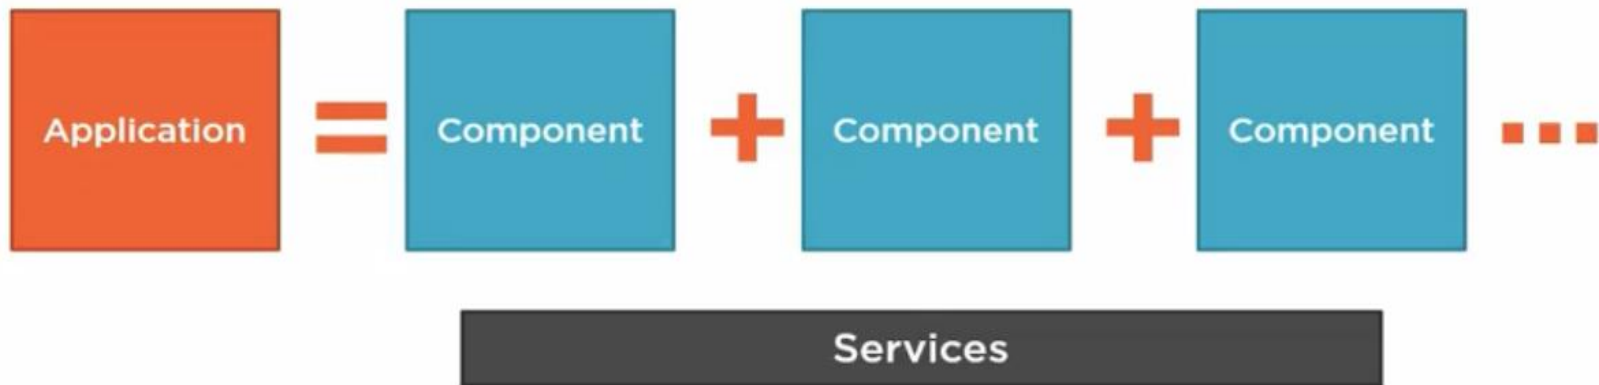 Application = Component + Component + Component ...
Services